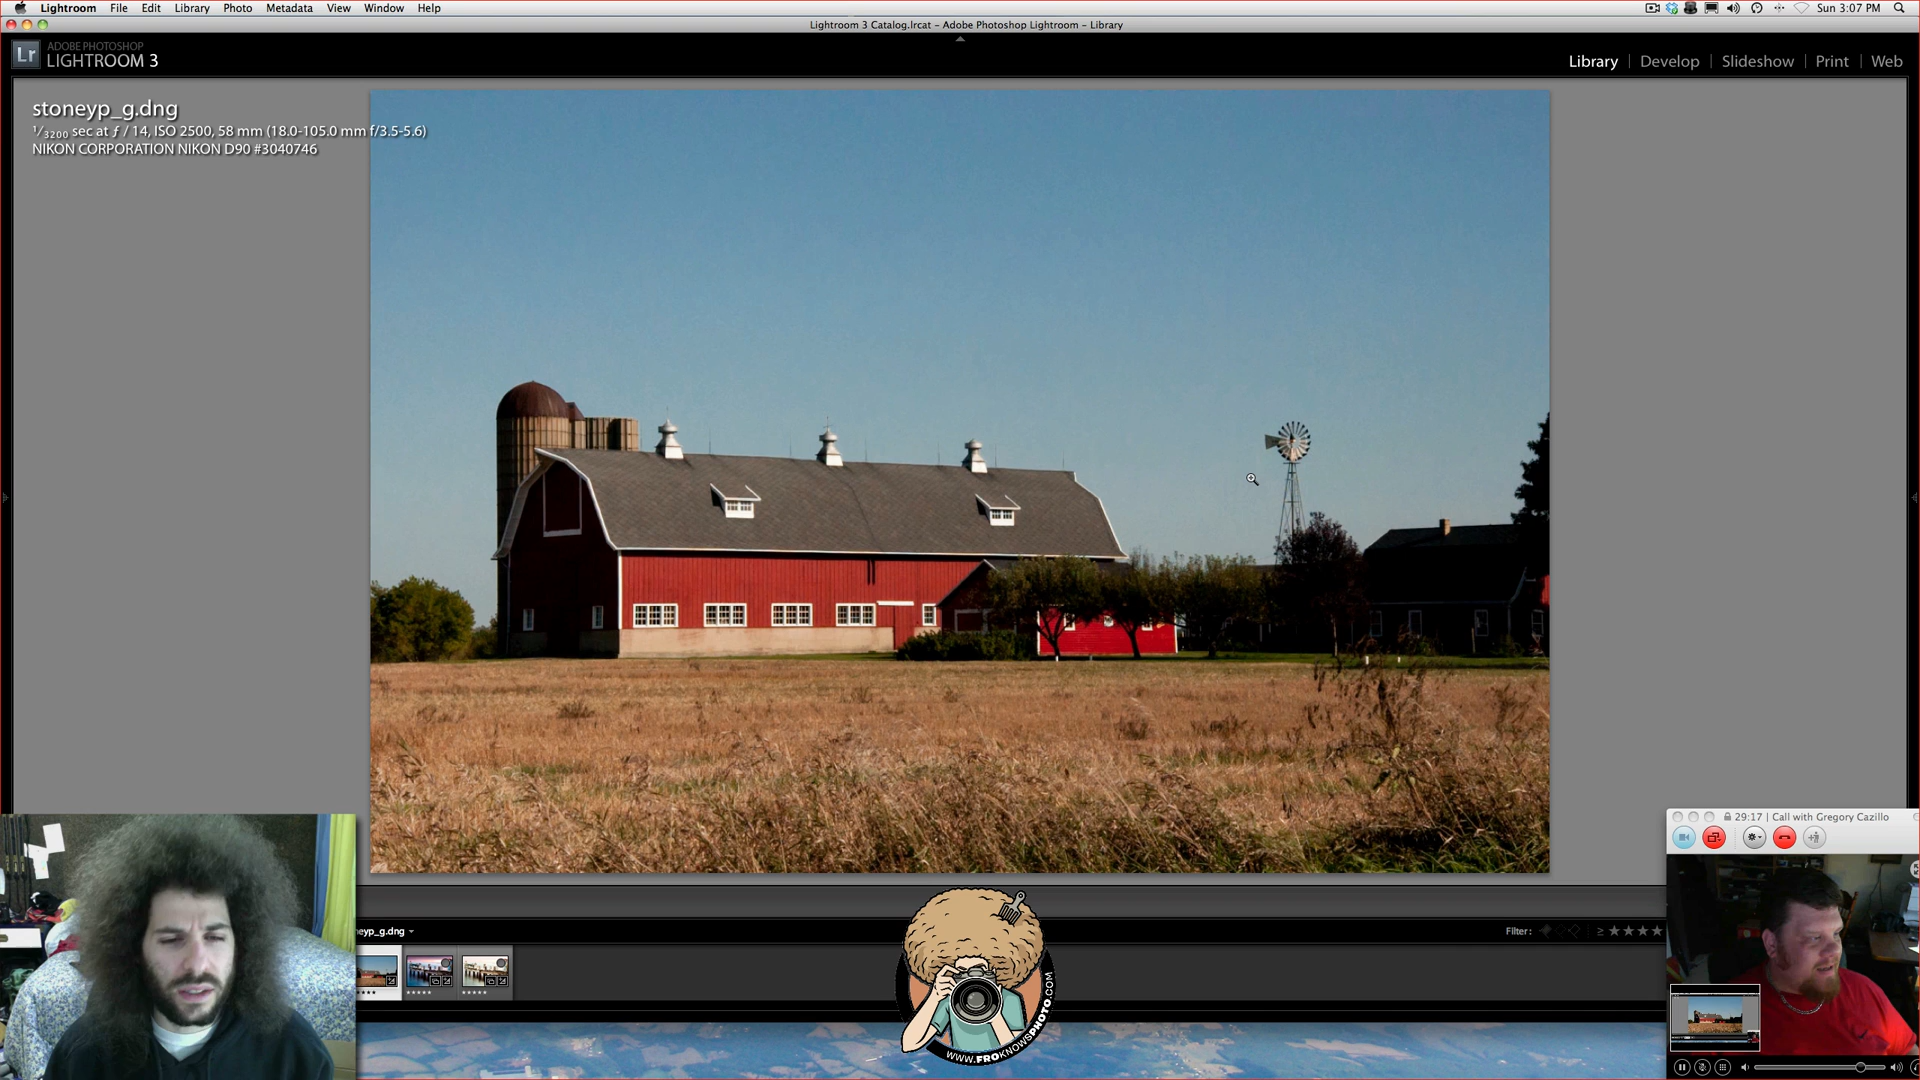 Lightroom File Edit Library Photo Metadata View Window Help Sun 3:07 PM
Lightroom 3 Catalog.lrcat – Adobe Photoshop Lightroom – Library
Lr ADOBE PHOTOSHOP
LIGHTROOM 3
Library | Develop | Slideshow | Print | Web
stoneyp_g.dng
1/3200 sec at ƒ / 14, ISO 2500, 58 mm (18.0-105.0 mm f/3.5-5.6)
NIKON CORPORATION NIKON D90 #3040746
29:17 | Call with Gregory Cazillo
eyp_g.dng
Filter: ≥ ★★★★
WWW.FROKNOWSPHOTO.COM